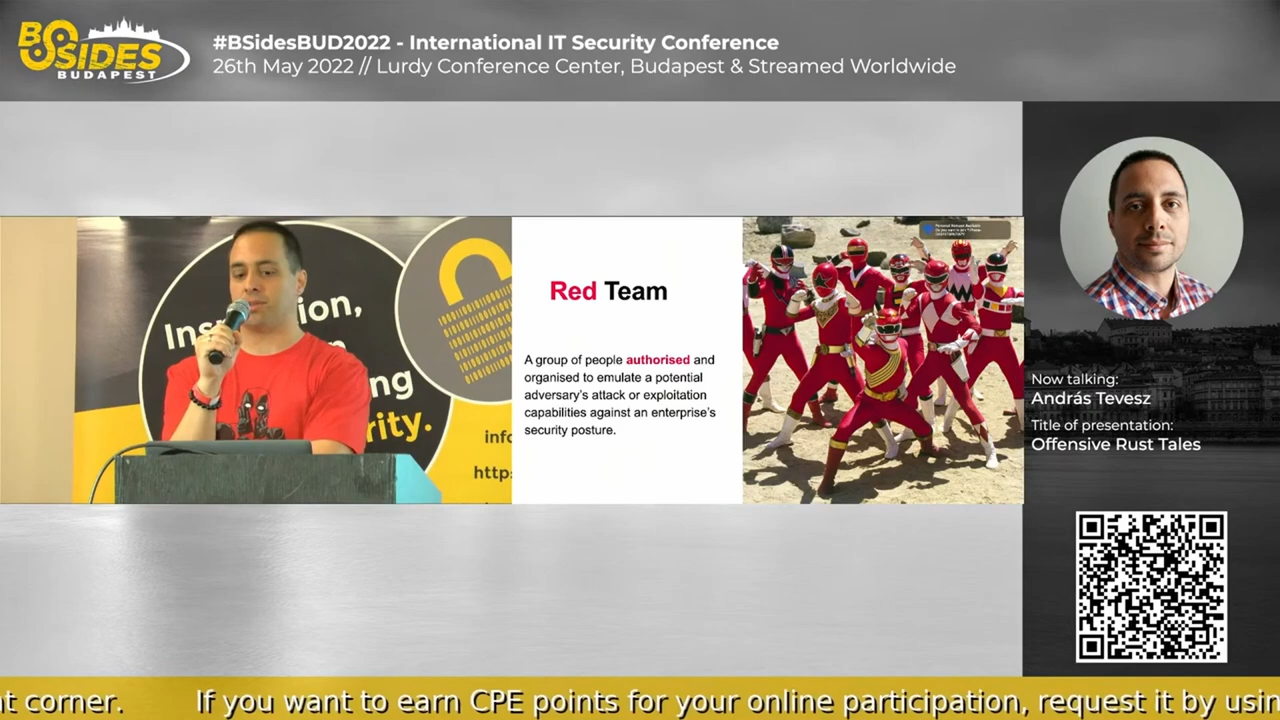 BSIDES
BUDAPEST
#BSidesBUD2022 - International IT Security Conference
26th May 2022 // Lurdy Conference Center, Budapest & Streamed Worldwide
ion,
ng
rity.
info
http:
Red Team
A group of people authorised and
organised to emulate a potential
adversary's attack or exploitation
capabilities against an enterprise's
security posture.
Now talking:
András Tevesz
Title of presentation:
Offensive Rust Tales
nt corner. If you want to earn CPE points for your online participation, request it by usin